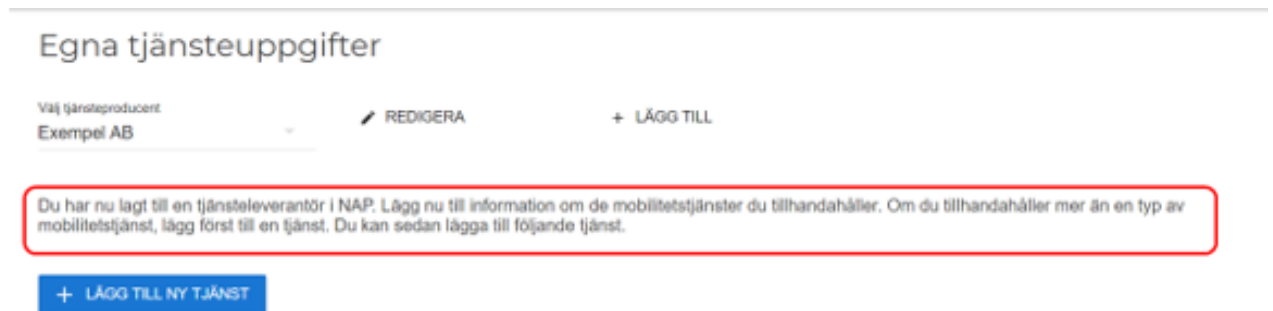 Egna tjänsteuppgifter
Välj tjänsteproducent
Exempel AB
REDIGERA
+ LÄGG TILL
Du har nu lagt till en tjänsteleverantör i NAP. Lägg nu till information om de mobilitetstjänster du tillhandahåller. Om du tillhandahåller mer än en typ av
mobilitetstjänst, lägg först till en tjänst. Du kan sedan lägga till följande tjänst.
+ LÄGG TILL NY TJÄNST